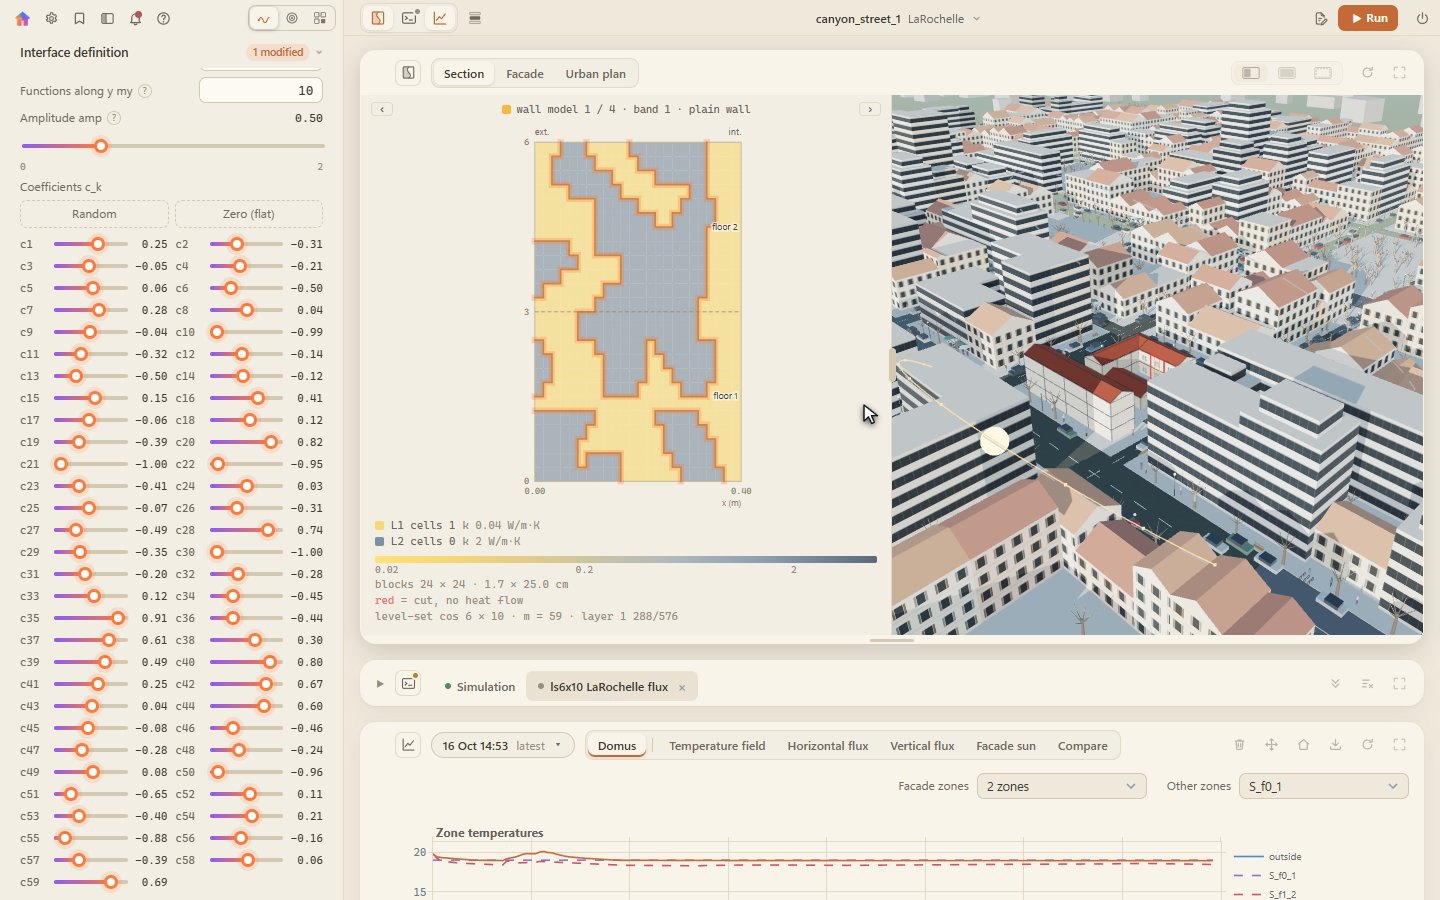 canyon_street_1 LaRochelle
Run
Interface definition
1 modified
Functions along y my ?
10
Amplitude amp ?
0.50
0
2
Coefficients c_k
Random
Zero (flat)
c1 0.25 c2 −0.31
c3 −0.05 c4 −0.21
c5 0.06 c6 −0.50
c7 0.28 c8 0.04
c9 −0.04 c10 −0.99
c11 −0.32 c12 −0.14
c13 −0.50 c14 −0.12
c15 0.15 c16 0.41
c17 −0.06 c18 0.12
c19 −0.39 c20 0.82
c21 −1.00 c22 −0.95
c23 −0.41 c24 0.03
c25 −0.07 c26 −0.31
c27 −0.49 c28 0.74
c29 −0.35 c30 −1.00
c31 −0.20 c32 −0.28
c33 0.12 c34 −0.45
c35 0.91 c36 −0.44
c37 0.61 c38 0.30
c39 0.49 c40 0.80
c41 0.25 c42 0.67
c43 0.04 c44 0.60
c45 −0.08 c46 −0.46
c47 −0.28 c48 −0.24
c49 0.08 c50 −0.96
c51 −0.65 c52 0.11
c53 −0.40 c54 0.21
c55 −0.88 c56 −0.16
c57 −0.39 c58 0.06
c59 0.69
Section Facade Urban plan
wall model 1 / 4 · band 1 · plain wall
ext.
int.
6
floor 2
3
floor 1
0
0.00
0.40
x (m)
L1 cells 1 k 0.04 W/m·K
L2 cells 0 k 2 W/m·K
0.02 0.2 2
blocks 24 × 24 · 1.7 × 25.0 cm
red = cut, no heat flow
level-set cos 6 × 10 · m = 59 · layer 1 288/576
Simulation
ls6x10 LaRochelle flux ×
16 Oct 14:53 latest
Domus Temperature field Horizontal flux Vertical flux Facade sun Compare
Facade zones 2 zones Other zones S_f0_1
Zone temperatures
20
15
outside
S_f0_1
S_f1_2